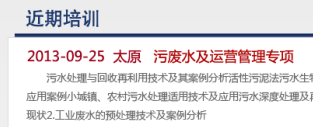 近期培训
2013-09-25 太原 污废水及运营管理专项
污水处理与回收再利用技术及其案例分析活性污泥法污水生
应用案例小城镇、农村污水处理适用技术及应用污水深度处理及
现状2.工业废水的预处理技术及案例分析